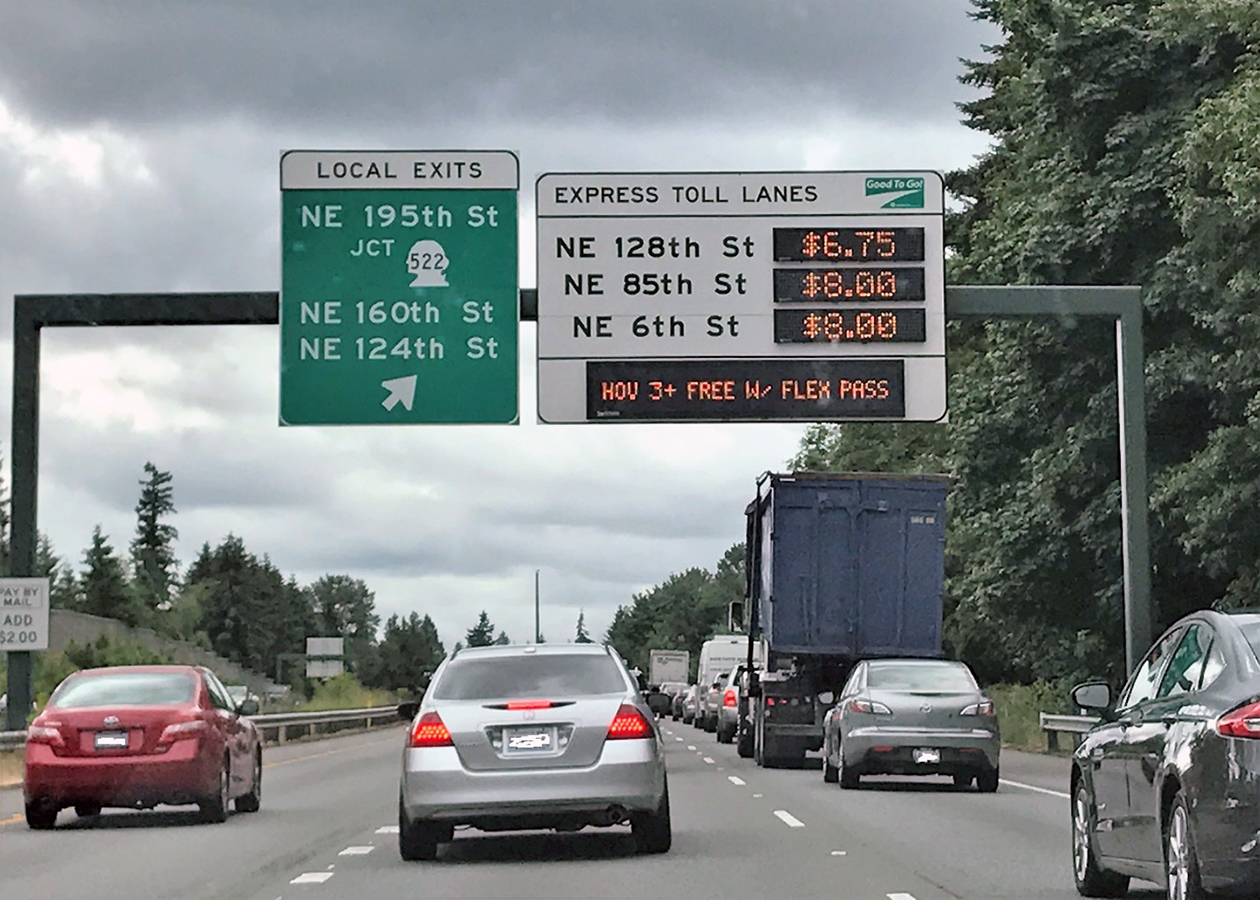 LOCAL EXITS
NE 195th St
JCT 522
NE 160th St
NE 124th St
EXPRESS TOLL LANES
Good To Go!
NE 128th St $6.75
NE 85th St $8.00
NE 6th St $8.00
HOV 3+ FREE W/ FLEX PASS
PAY BY
MAIL
ADD
$2.00